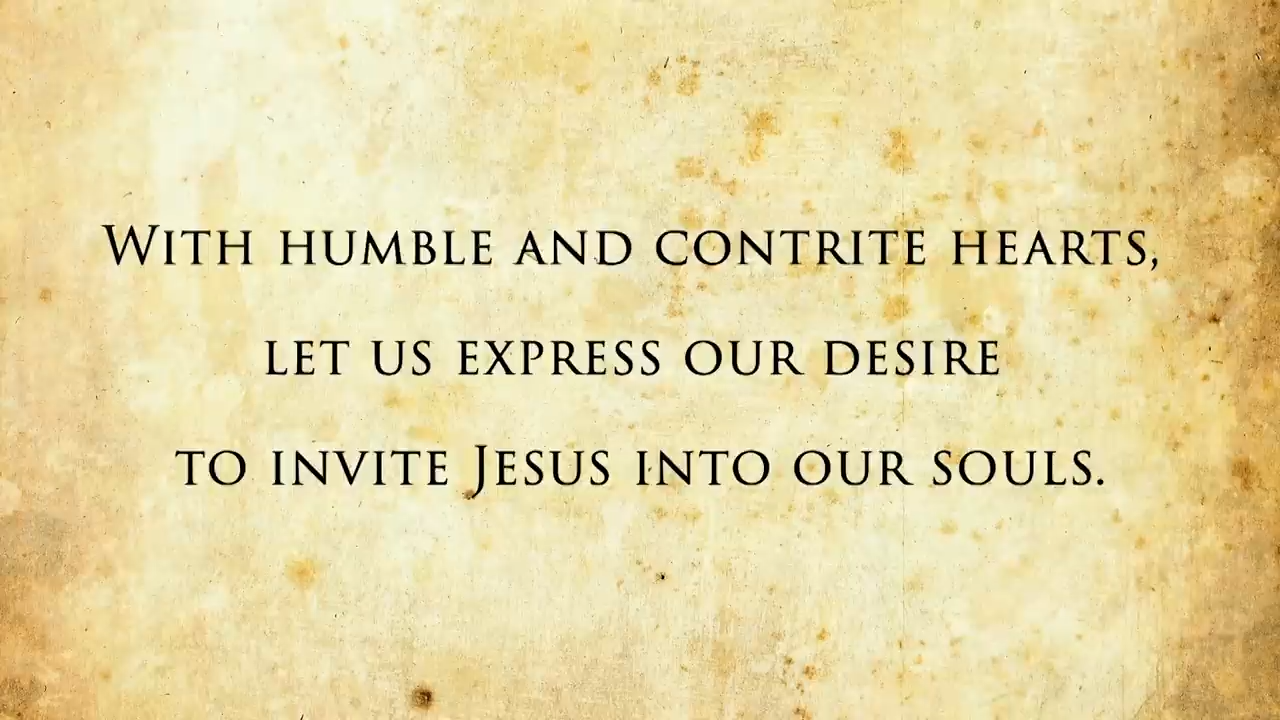 With humble and contrite hearts,
let us express our desire
to invite Jesus into our souls.